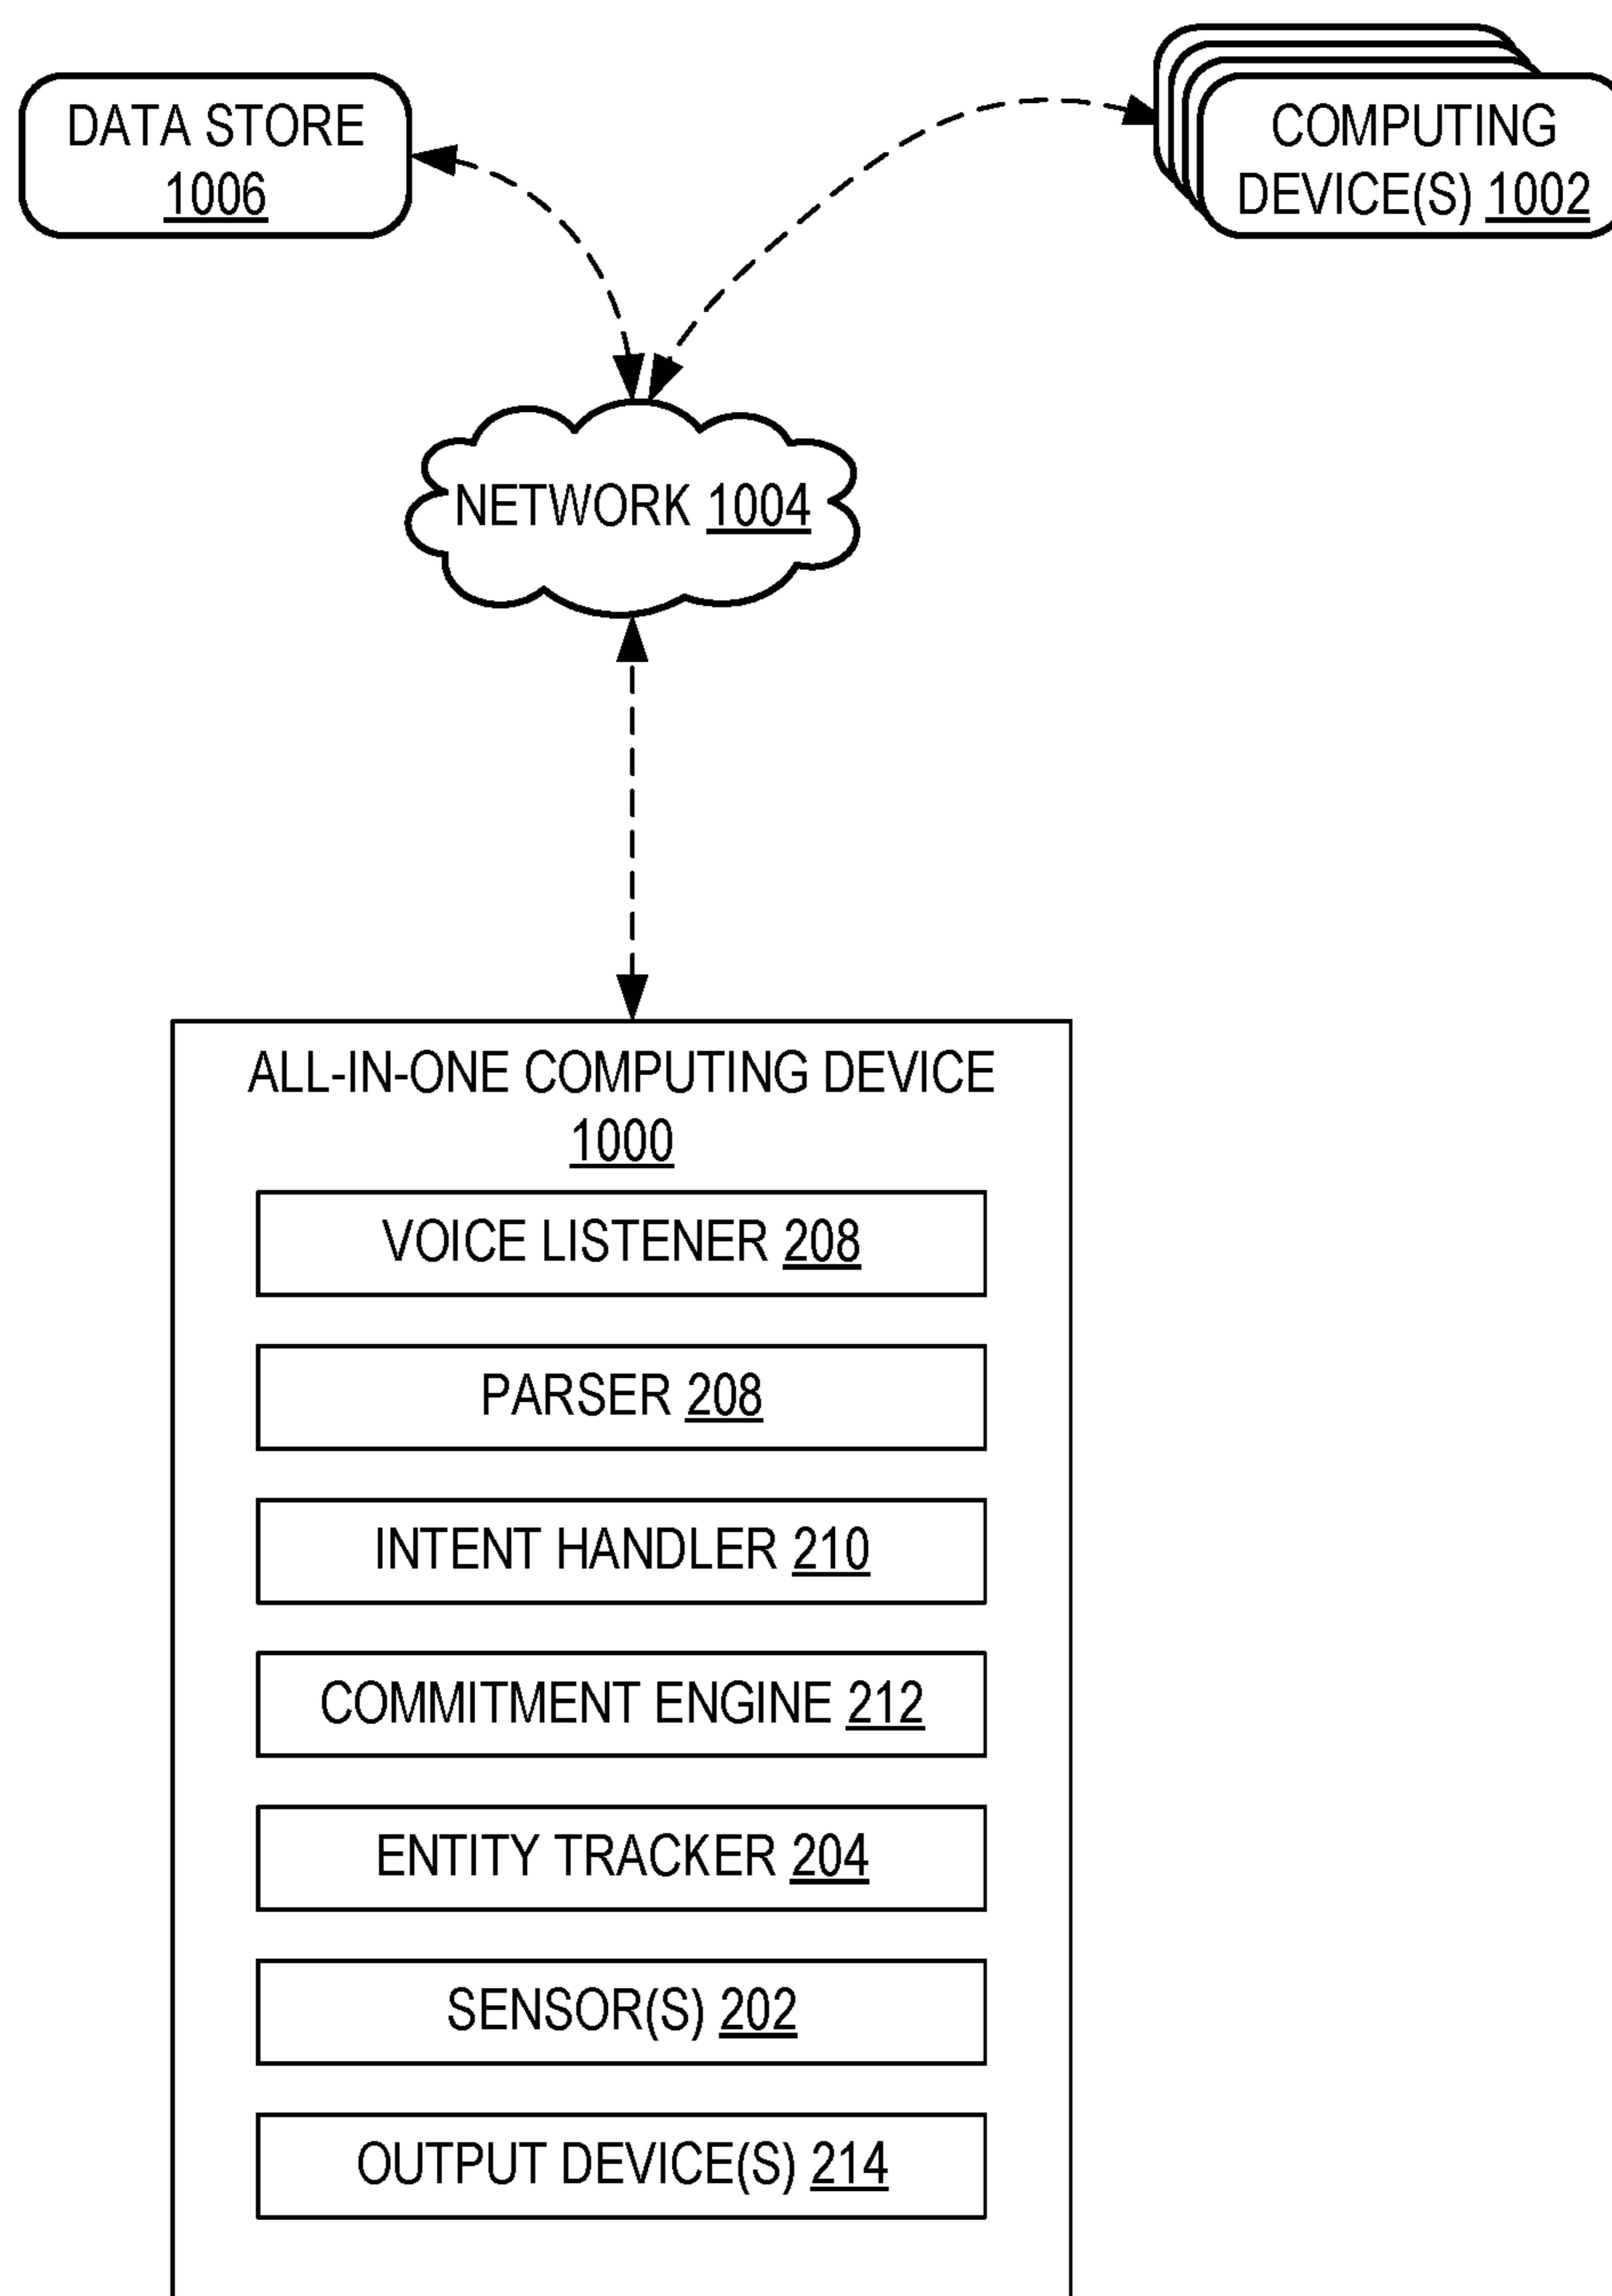 DATA STORE
1006
COMPUTING
DEVICE(S) 1002
NETWORK 1004
ALL-IN-ONE COMPUTING DEVICE
1000
VOICE LISTENER 208
PARSER 208
INTENT HANDLER 210
COMMITMENT ENGINE 212
ENTITY TRACKER 204
SENSOR(S) 202
OUTPUT DEVICE(S) 214